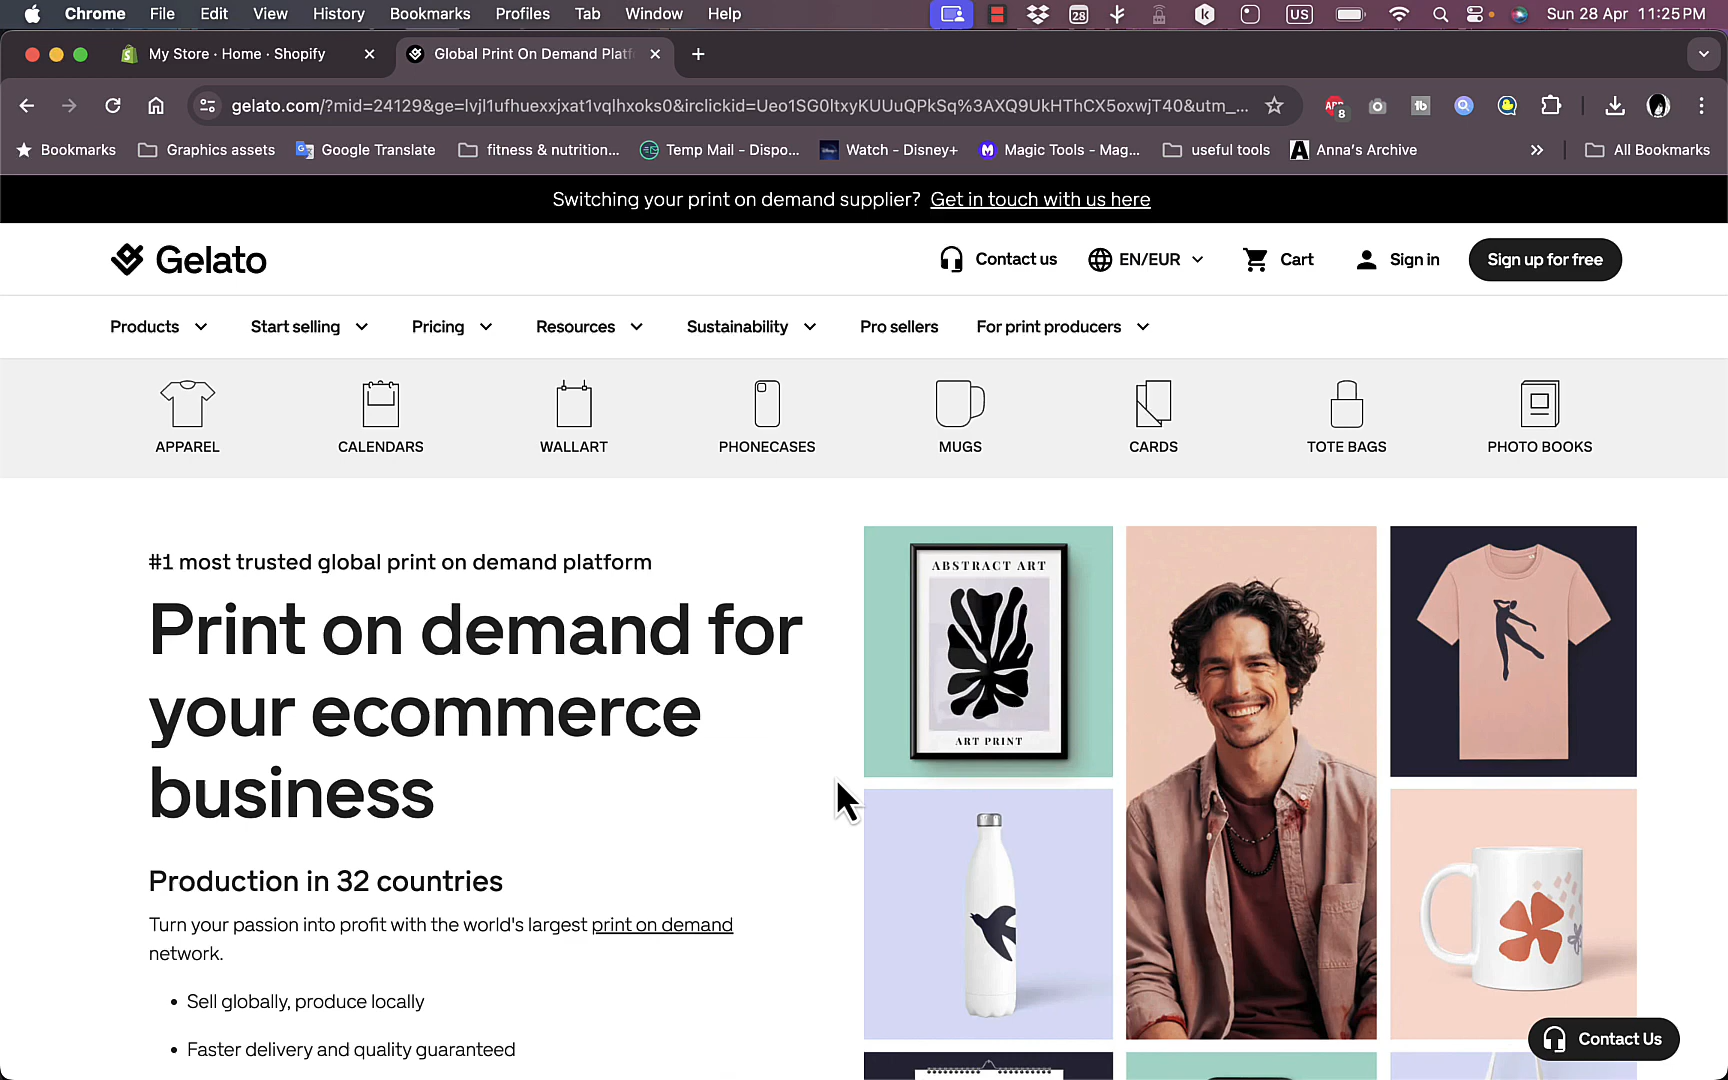 Chrome File Edit View History Bookmarks Profiles Tab Window Help 28 US Sun 28 Apr 11:25 PM
My Store · Home · Shopify Global Print On Demand Platf
gelato.com/?mid=24129&ge=lvjl1ufhuexxjxat1vqlhxoks0&irclickid=Ueo1SG0ltxyKUUuQPkSq%3AXQ9UkHThCX5oxwjT40&utm_... ABP 8 tb
Bookmarks Graphics assets Google Translate fitness & nutrition... Temp Mail - Dispo... Watch - Disney+ Magic Tools - Mag... useful tools Anna's Archive » All Bookmarks
Switching your print on demand supplier? Get in touch with us here
Gelato Contact us EN/EUR Cart Sign in Sign up for free
Products Start selling Pricing Resources Sustainability Pro sellers For print producers
APPAREL CALENDARS WALLART PHONECASES MUGS CARDS TOTE BAGS PHOTO BOOKS
#1 most trusted global print on demand platform
Print on demand for
your ecommerce
business
Production in 32 countries
Turn your passion into profit with the world's largest print on demand
network.
• Sell globally, produce locally
• Faster delivery and quality guaranteed
ABSTRACT ART
ART PRINT
Contact Us